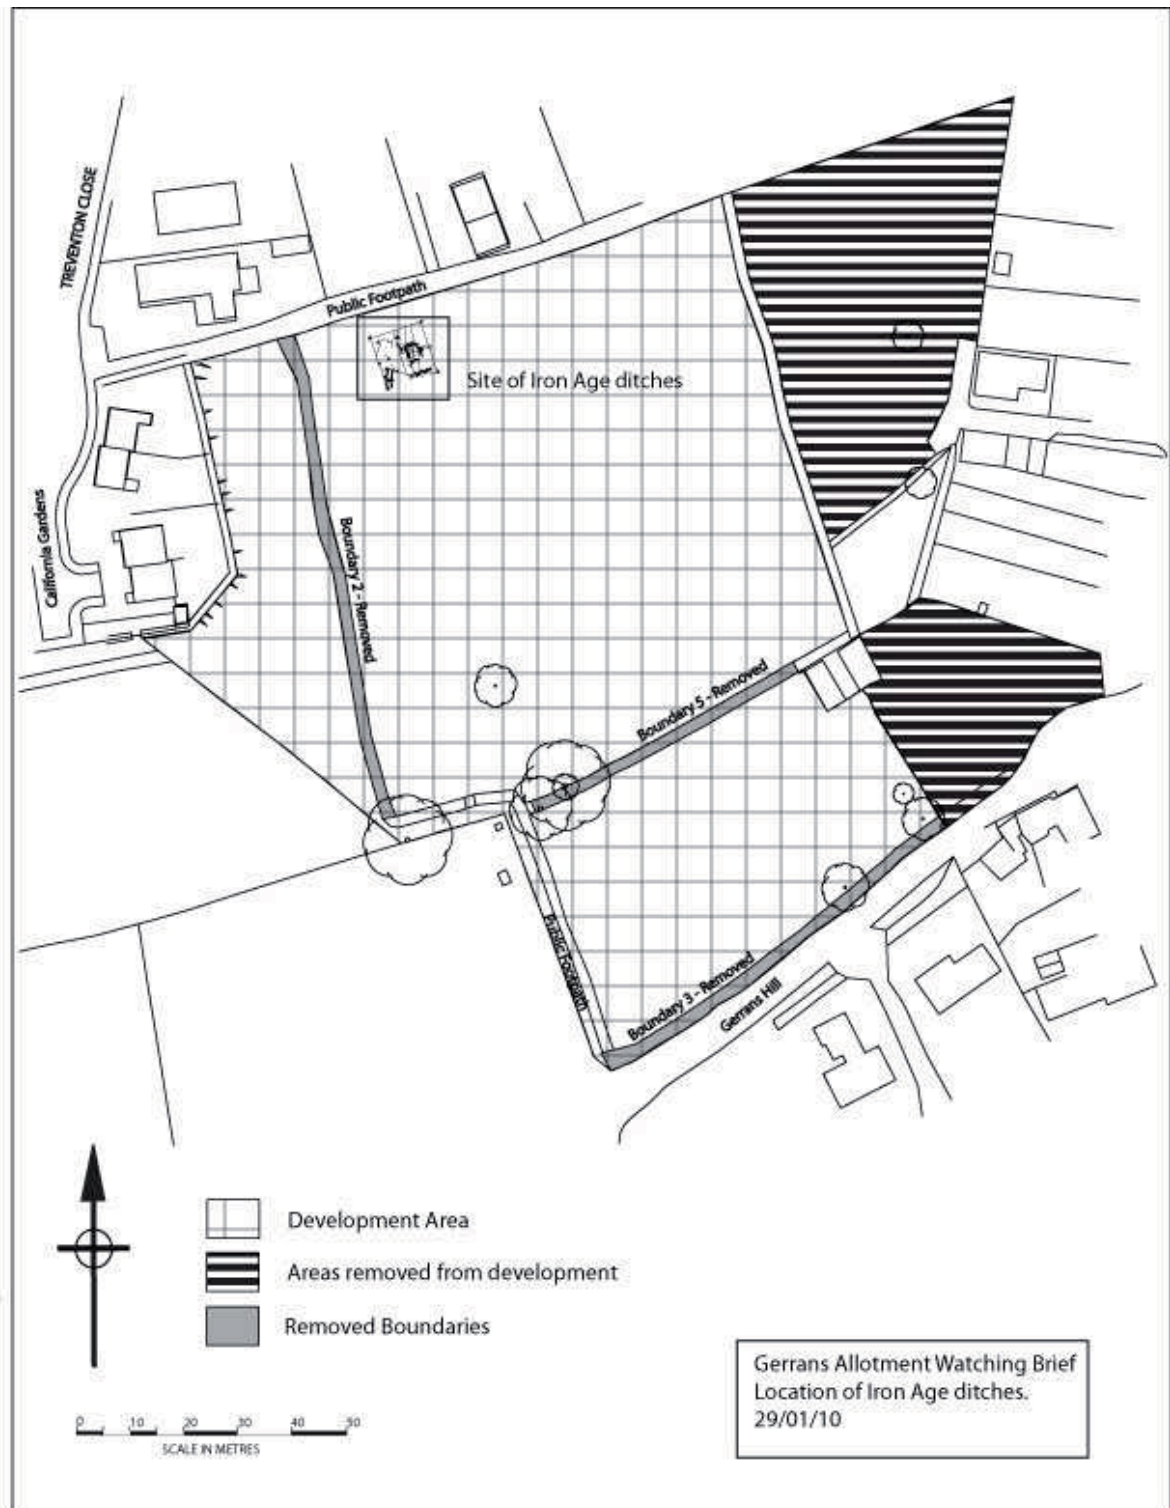 TREVENTON CLOSE
Public Footpath
Site of Iron Age ditches
California Gardens
Boundary 2 - Removed
Boundary 5 - Removed
Public Footpath
Boundary 3 - Removed
Gerrans Hill
Development Area
Areas removed from development
Removed Boundaries
0 10 20 30 40 50
SCALE IN METRES
Gerrans Allotment Watching Brief
Location of Iron Age ditches.
29/01/10